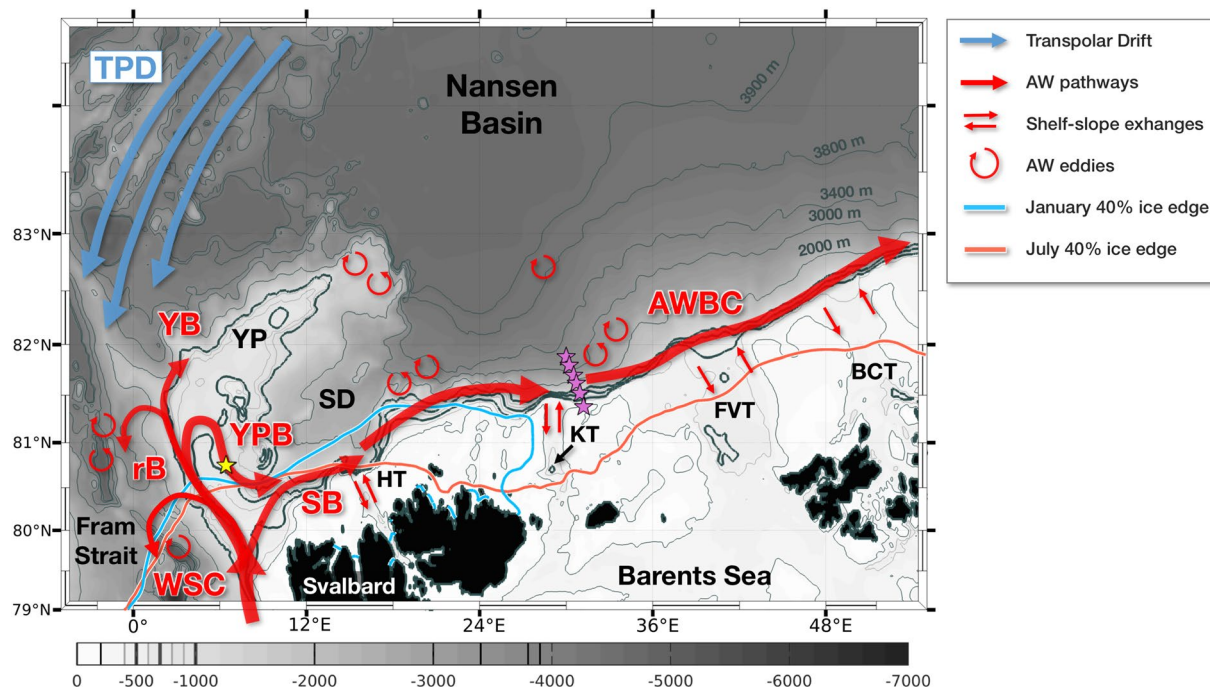 TPD
Nansen
Basin
3900 m
3800 m
3400 m
3000 m
2000 m
83°N
82°N
81°N
80°N
79°N
YB
YP
AWBC
SD
BCT
FVT
YPB
KT
rB
HT
SB
Fram
Strait
WSC
Svalbard
Barents Sea
0°
12°E
24°E
36°E
48°E
0
-500
-1000
-2000
-3000
-4000
-5000
-6000
-7000
Transpolar Drift
AW pathways
Shelf-slope exhanges
AW eddies
January 40% ice edge
July 40% ice edge